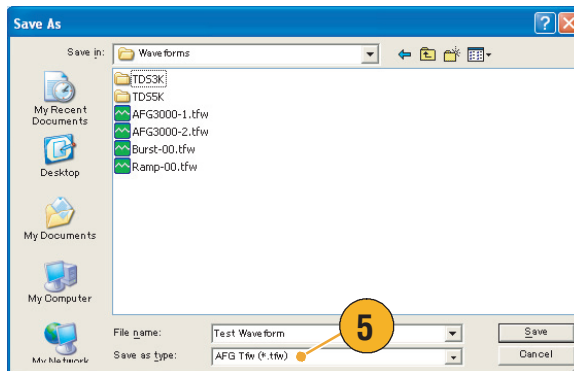 Save As
Save in:
Waveforms
TDS3K
TDS5K
AFG3000-1.tfw
AFG3000-2.tfw
Burst-00.tfw
Ramp-00.tfw
My Recent
Documents
Desktop
My Documents
My Computer
My Network
File name:
Test Waveform
Save
Save as type:
AFG Tfw (*.tfw)
Cancel
5